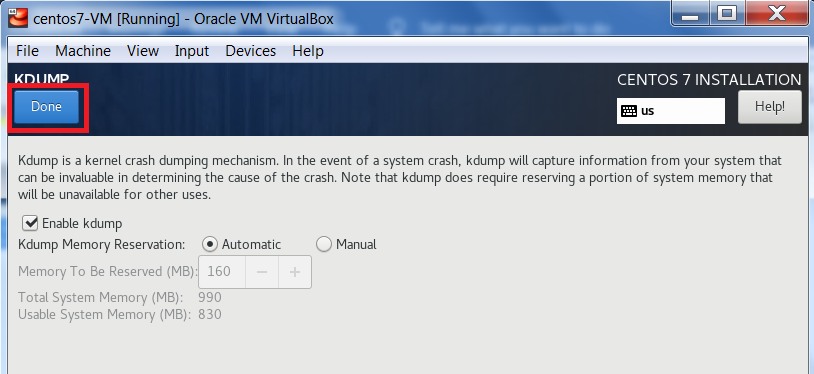 centos7-VM [Running] - Oracle VM VirtualBox
File Machine View Input Devices Help
KDUMP
CENTOS 7 INSTALLATION
Done
us
Help!
Kdump is a kernel crash dumping mechanism. In the event of a system crash, kdump will capture information from your system that
can be invaluable in determining the cause of the crash. Note that kdump does require reserving a portion of system memory that
will be unavailable for other uses.
Enable kdump
Kdump Memory Reservation: Automatic Manual
Memory To Be Reserved (MB): 160 − +
Total System Memory (MB): 990
Usable System Memory (MB): 830